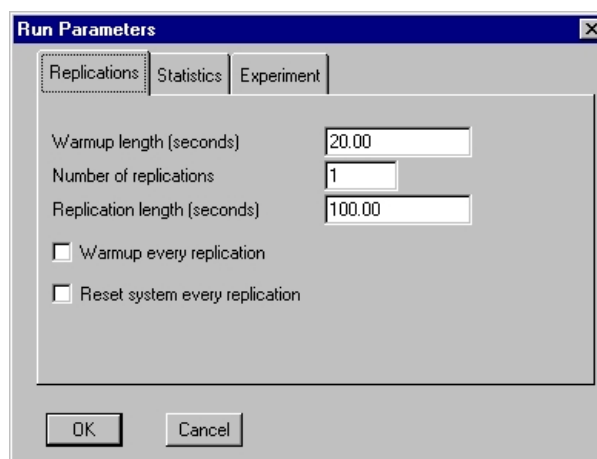 Run Parameters
Replications Statistics Experiment
Warmup length (seconds) 20.00
Number of replications 1
Replication length (seconds) 100.00
Warmup every replication
Reset system every replication
OK Cancel